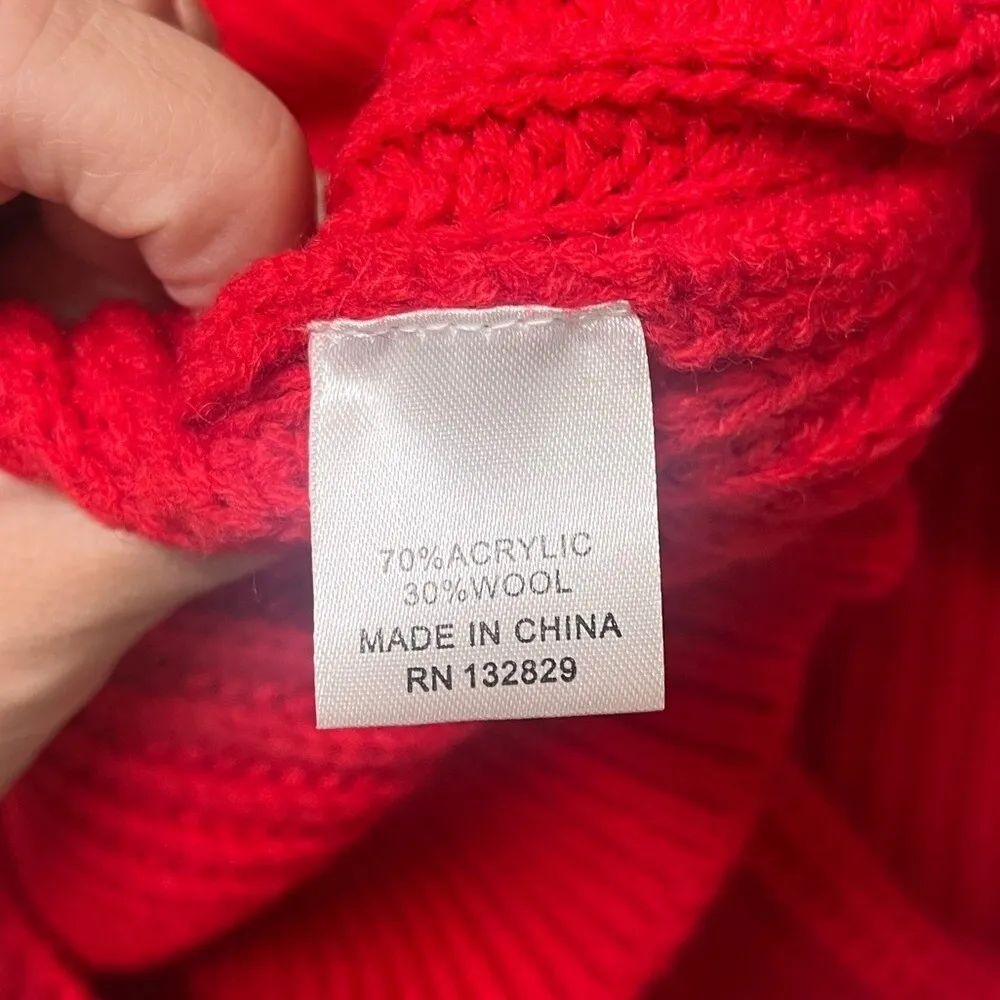 70%ACRYLIC
30%WOOL
MADE IN CHINA
RN 132829